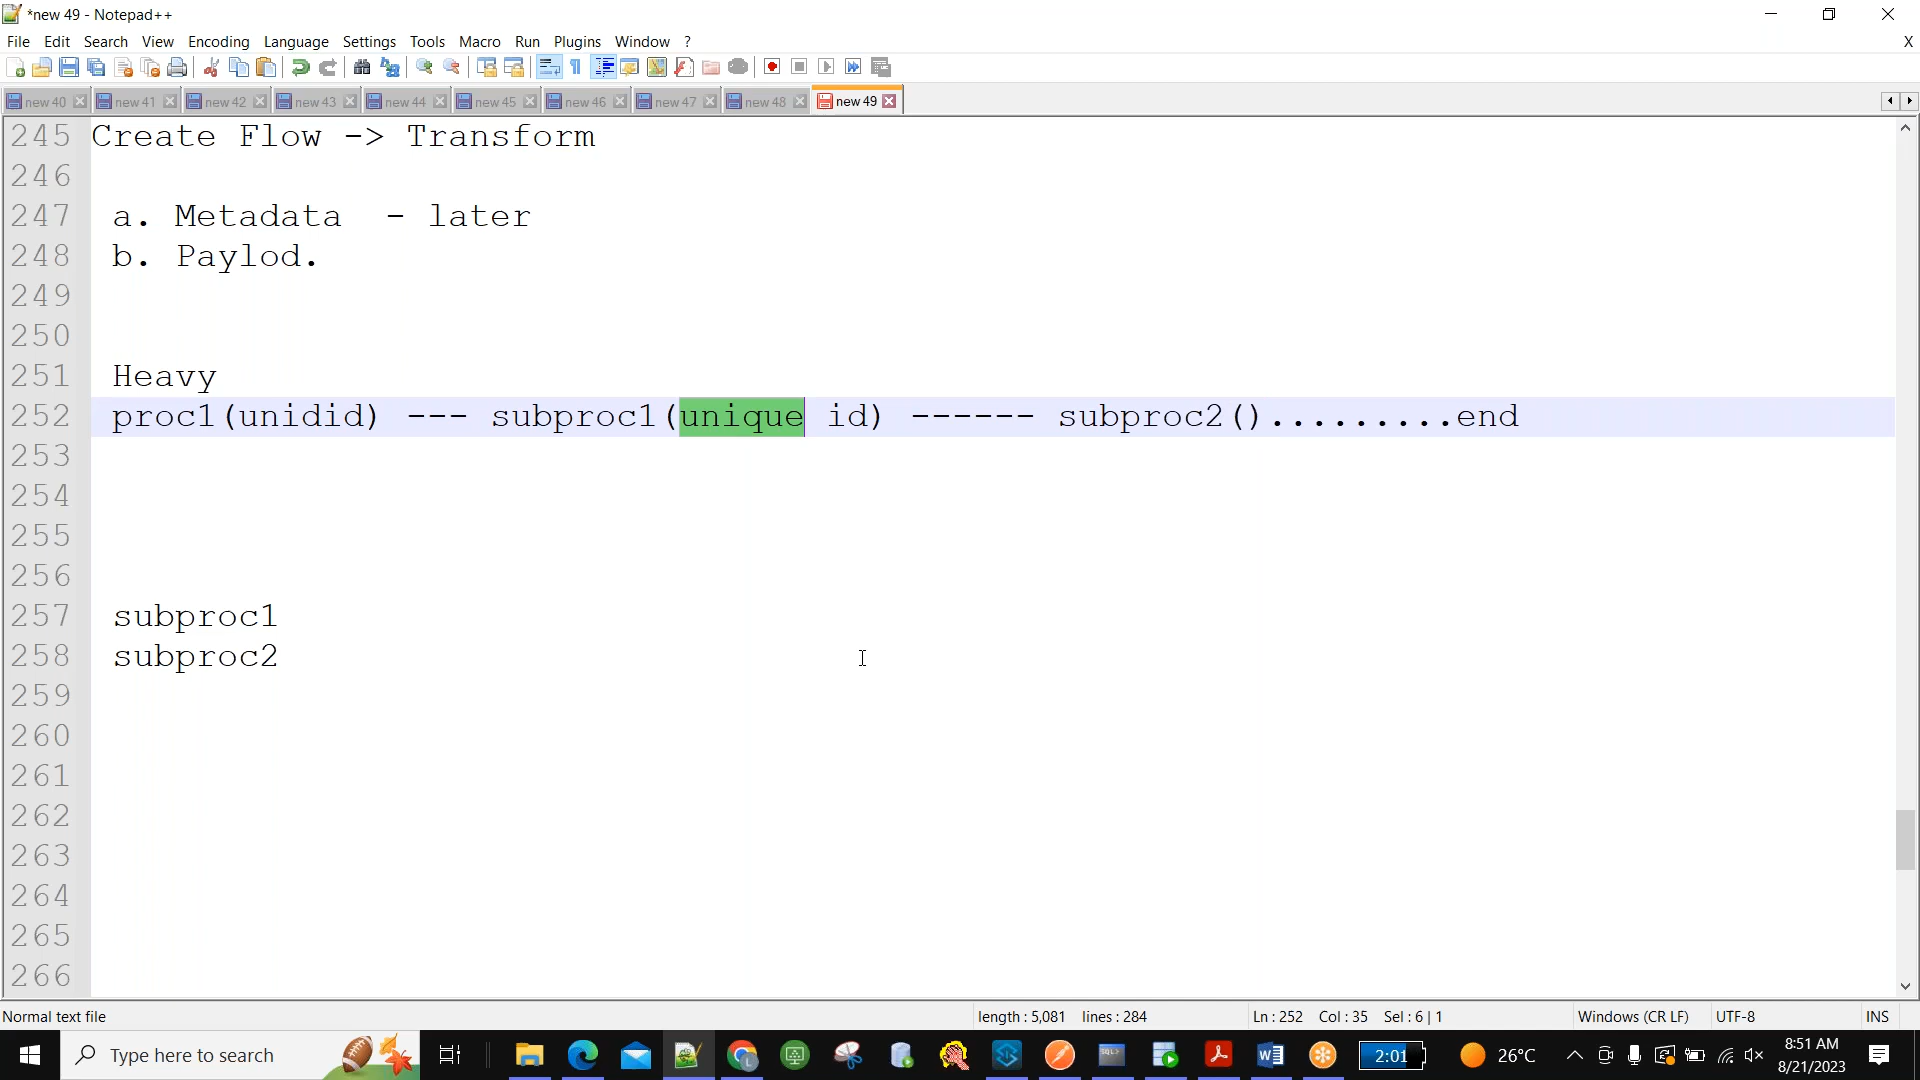 *new 49 - Notepad++
File Edit Search View Encoding Language Settings Tools Macro Run Plugins Window ? X
new 40 new 41 new 42 new 43 new 44 new 45 new 46 new 47 new 48 new 49
245 Create Flow -> Transform
246
247 a. Metadata - later
248 b. Paylod.
249
250
251 Heavy
252 proc1(unidid) --- subproc1(unique id) ------ subproc2().........end
253
254
255
256
257 subproc1
258 subproc2
259
260
261
262
263
264
265
266
Normal text file length : 5,081 lines : 284 Ln : 252 Col : 35 Sel : 6 | 1 Windows (CR LF) UTF-8 INS
Type here to search 2:01 26°C 8:51 AM
8/21/2023